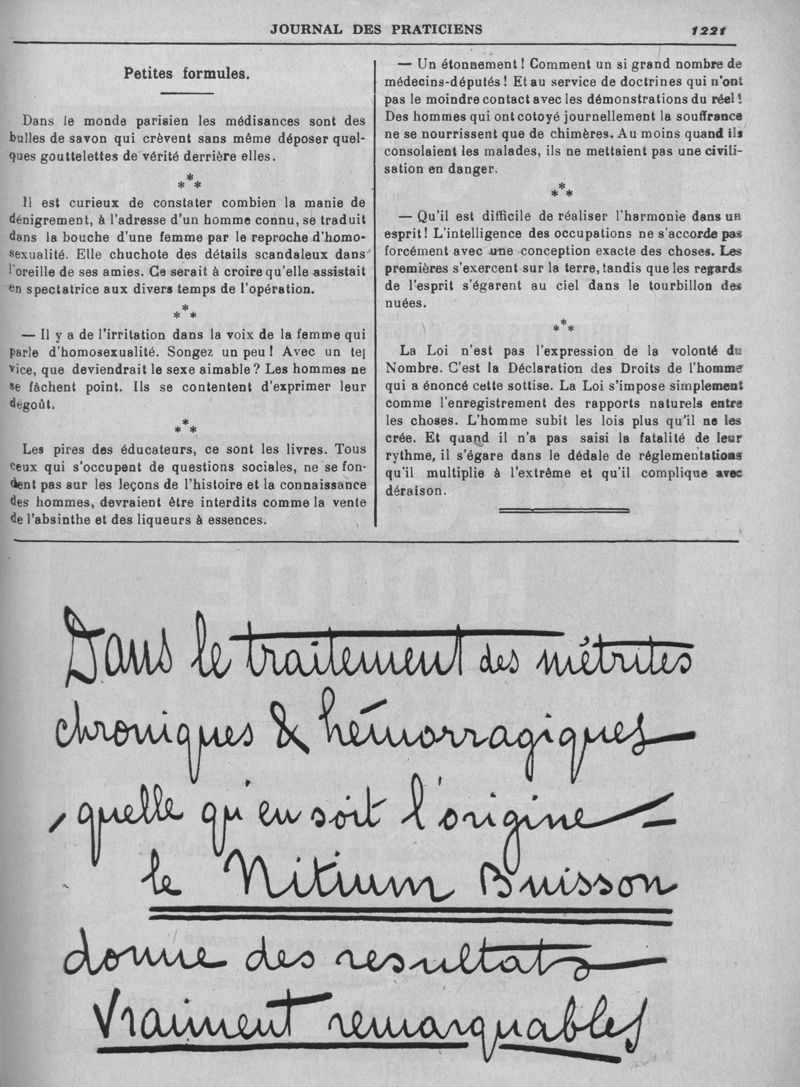 JOURNAL DES PRATICIENS
1221
Petites formules.
Dans le monde parisien les médisances sont des
bulles de savon qui crèvent sans même déposer quel-
ques gouttelettes de vérité derrière elles.
***
Il est curieux de constater combien la manie de
dénigrement, à l'adresse d'un homme connu, se traduit
dans la bouche d'une femme par le reproche d'homo-
sexualité. Elle chuchote des détails scandaleux dans
l'oreille de ses amies. Ce serait à croire qu'elle assistait
en spectatrice aux divers temps de l'opération.
***
— Il y a de l'irritation dans la voix de la femme qui
parle d'homosexualité. Songez un peu ! Avec un tel
vice, que deviendrait le sexe aimable ? Les hommes ne
se fâchent point. Ils se contentent d'exprimer leur
dégoût.
***
Les pires des éducateurs, ce sont les livres. Tous
ceux qui s'occupent de questions sociales, ne se fon-
dent pas sur les leçons de l'histoire et la connaissance
des hommes, devraient être interdits comme la vente
de l'absinthe et des liqueurs à essences.
— Un étonnement ! Comment un si grand nombre de
médecins-députés ! Et au service de doctrines qui n'ont
pas le moindre contact avec les démonstrations du réel !
Des hommes qui ont cotoyé journellement la souffrance
ne se nourrissent que de chimères. Au moins quand ils
consolaient les malades, ils ne mettaient pas une civili-
sation en danger.
***
— Qu'il est difficile de réaliser l'harmonie dans un
esprit ! L'intelligence des occupations ne s'accorde pas
forcément avec une conception exacte des choses. Les
premières s'exercent sur la terre, tandis que les regards
de l'esprit s'égarent au ciel dans le tourbillon des
nuées.
***
La Loi n'est pas l'expression de la volonté du
Nombre. C'est la Déclaration des Droits de l'homme
qui a énoncé cette sottise. La Loi s'impose simplement
comme l'enregistrement des rapports naturels entre
les choses. L'homme subit les lois plus qu'il ne les
crée. Et quand il n'a pas saisi la fatalité de leur
rythme, il s'égare dans le dédale de réglementations
qu'il multiplie à l'extrême et qu'il complique avec
déraison.
Dans le traitement des métrites
chroniques & hémorragiques
, quelle qu'en soit l'origine —
le Nitium Buisson
donne des resultats
vraiment remarquables